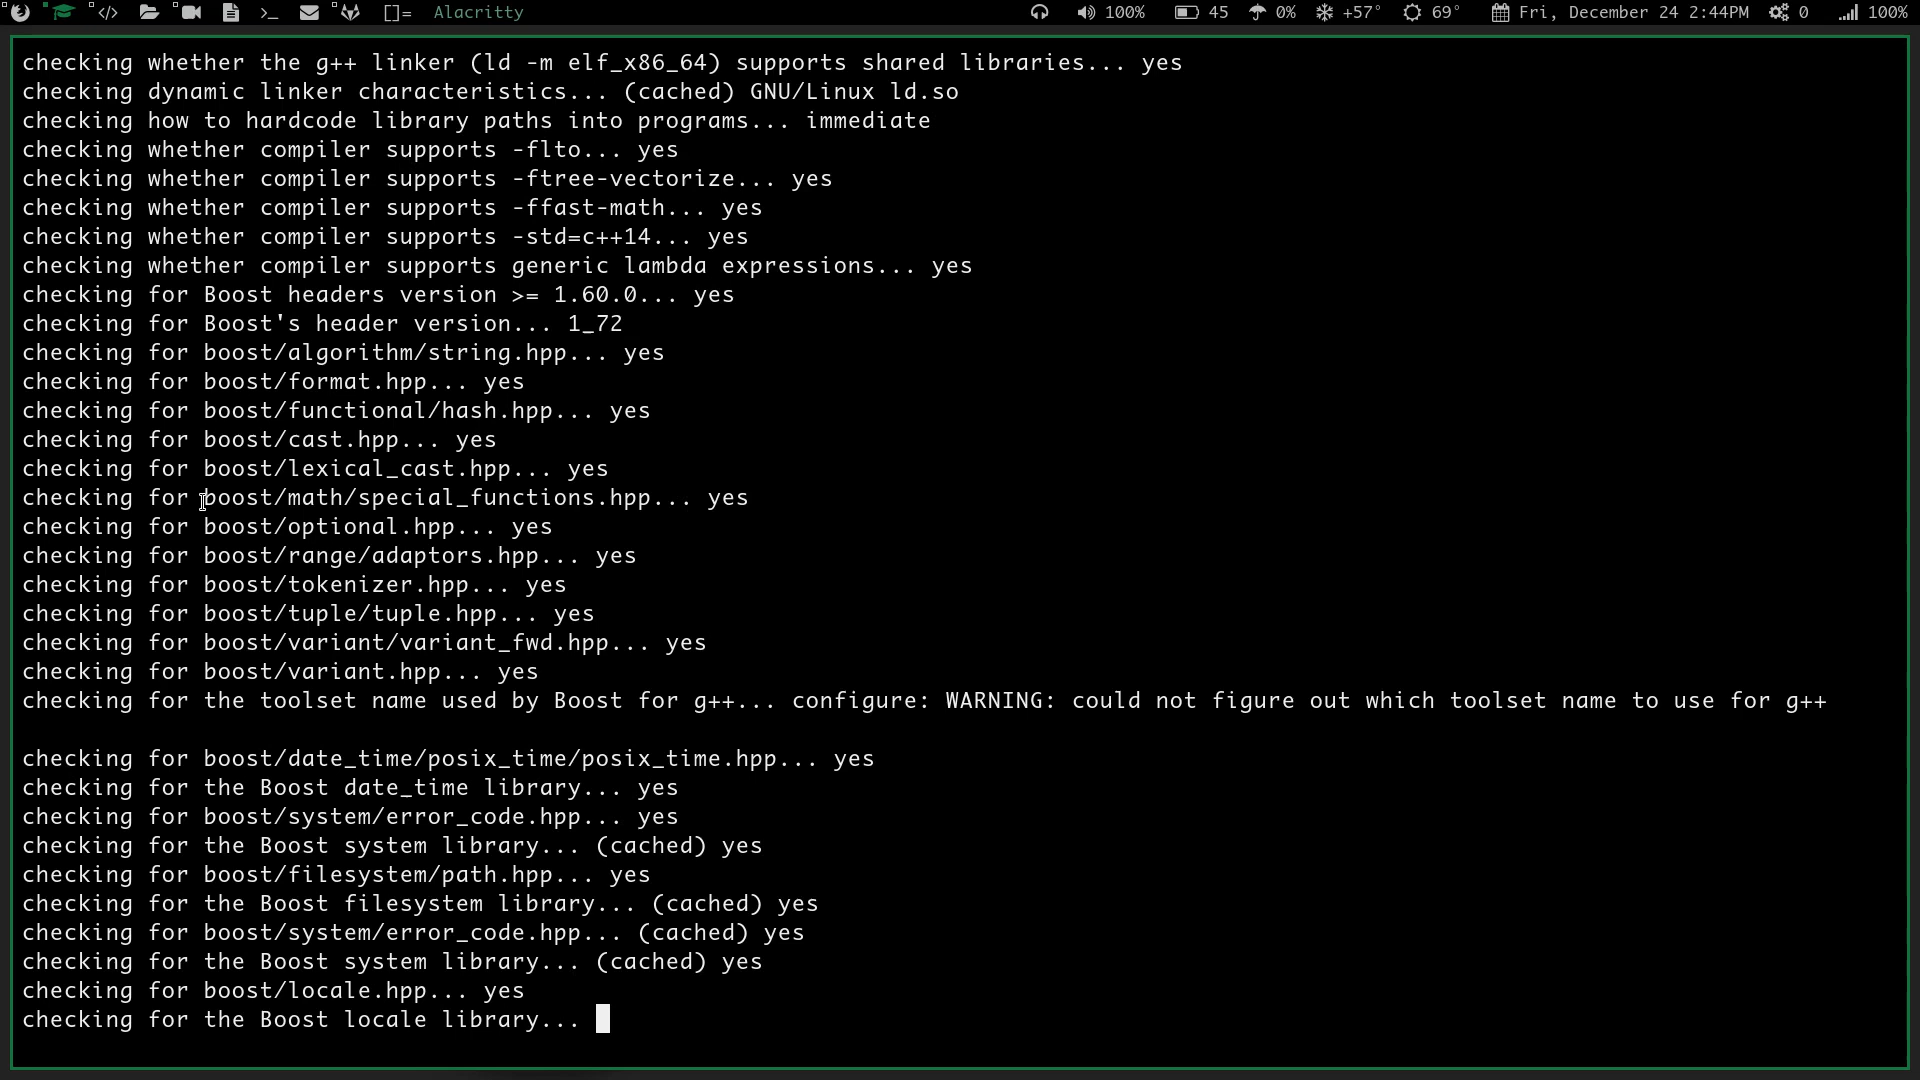 []= Alacritty 100% 45 0% +57° 69° Fri, December 24 2:44PM 0 100%
checking whether the g++ linker (ld -m elf_x86_64) supports shared libraries... yes
checking dynamic linker characteristics... (cached) GNU/Linux ld.so
checking how to hardcode library paths into programs... immediate
checking whether compiler supports -flto... yes
checking whether compiler supports -ftree-vectorize... yes
checking whether compiler supports -ffast-math... yes
checking whether compiler supports -std=c++14... yes
checking whether compiler supports generic lambda expressions... yes
checking for Boost headers version >= 1.60.0... yes
checking for Boost's header version... 1_72
checking for boost/algorithm/string.hpp... yes
checking for boost/format.hpp... yes
checking for boost/functional/hash.hpp... yes
checking for boost/cast.hpp... yes
checking for boost/lexical_cast.hpp... yes
checking for boost/math/special_functions.hpp... yes
checking for boost/optional.hpp... yes
checking for boost/range/adaptors.hpp... yes
checking for boost/tokenizer.hpp... yes
checking for boost/tuple/tuple.hpp... yes
checking for boost/variant/variant_fwd.hpp... yes
checking for boost/variant.hpp... yes
checking for the toolset name used by Boost for g++... configure: WARNING: could not figure out which toolset name to use for g++
checking for boost/date_time/posix_time/posix_time.hpp... yes
checking for the Boost date_time library... yes
checking for boost/system/error_code.hpp... yes
checking for the Boost system library... (cached) yes
checking for boost/filesystem/path.hpp... yes
checking for the Boost filesystem library... (cached) yes
checking for boost/system/error_code.hpp... (cached) yes
checking for the Boost system library... (cached) yes
checking for boost/locale.hpp... yes
checking for the Boost locale library...